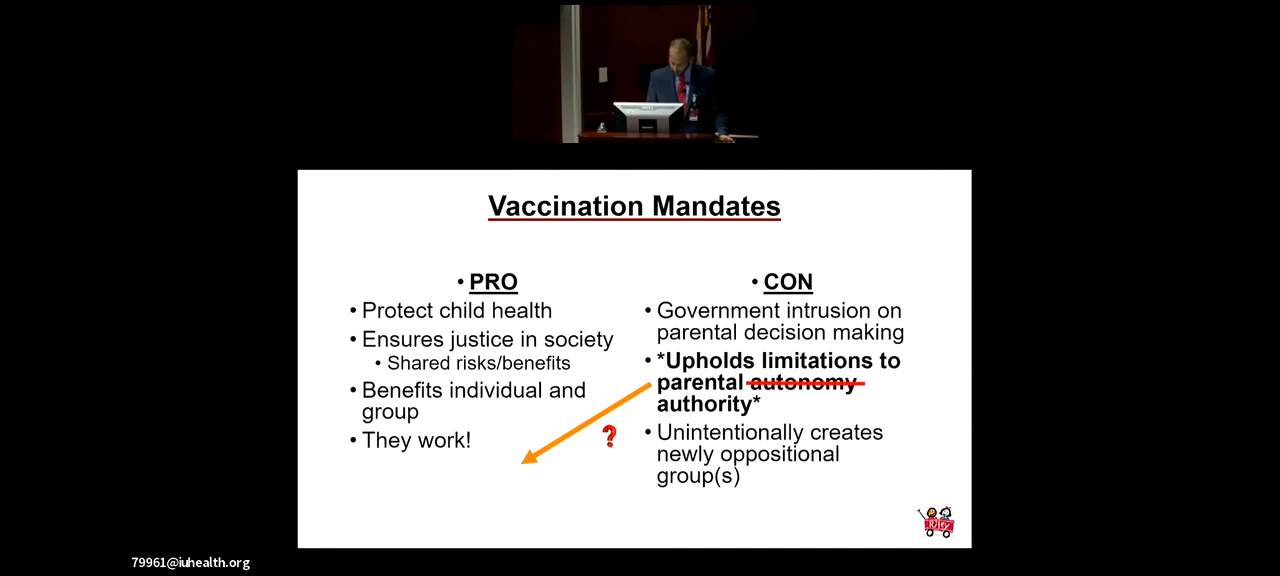 Vaccination Mandates
• PRO
• Protect child health
• Ensures justice in society
• Shared risks/benefits
• Benefits individual and
group
• They work!
?
• CON
• Government intrusion on
parental decision making
• *Upholds limitations to
parental autonomy
authority*
• Unintentionally creates
newly oppositional
group(s)
Riley
79961@iuhealth.org